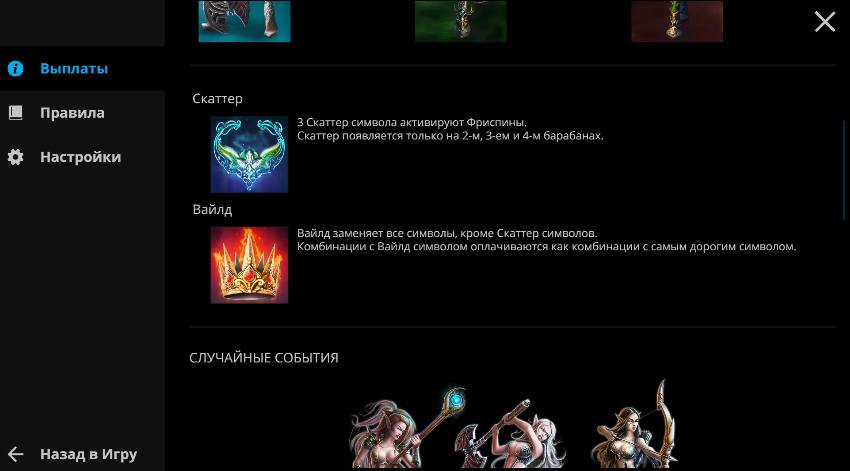 Выплаты
Правила
Настройки
Назад в Игру
Скаттер
3 Скаттер символа активируют Фриспины.
Скаттер появляется только на 2-м, 3-ем и 4-м барабанах.
Вайлд
Вайлд заменяет все символы, кроме Скаттер символов.
Комбинации с Вайлд символом оплачиваются как комбинации с самым дорогим символом.
СЛУЧАЙНЫЕ СОБЫТИЯ